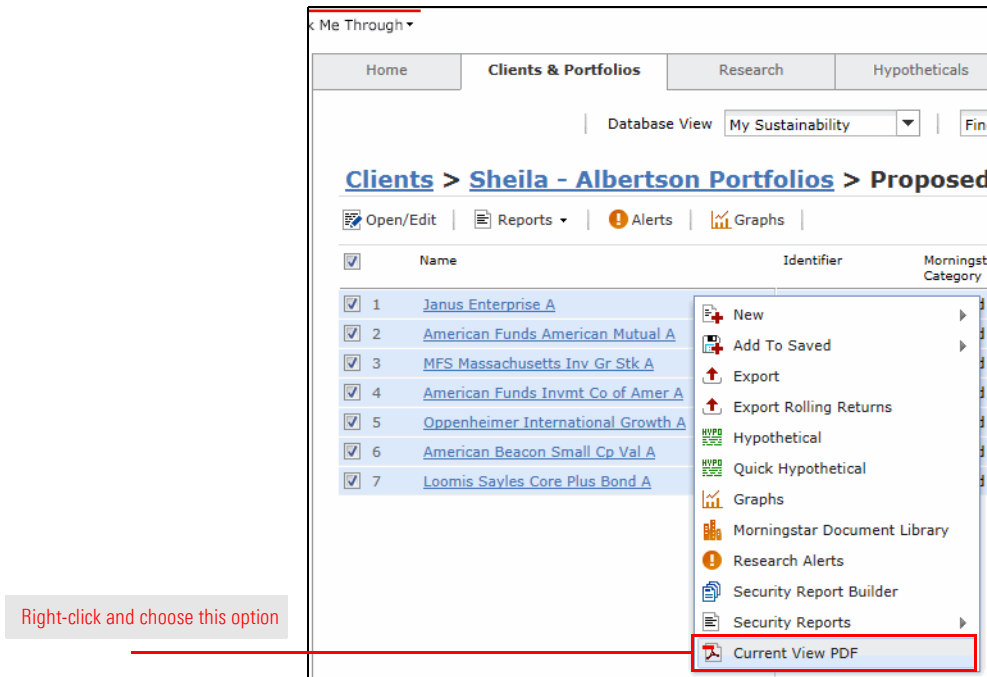 Me Through
Home
Clients & Portfolios
Research
Hypotheticals
Database View
My Sustainability
Clients > Sheila - Albertson Portfolios > Proposed
Open/Edit
Reports
Alerts
Graphs
Name
Identifier
Category
1 Janus Enterprise A
2 American Funds American Mutual A
3 MFS Massachusetts Inv Gr Stk A
4 American Funds Invmt Co of Amer A
5 Oppenheimer International Growth A
6 American Beacon Small Cp Val A
7 Loomis Sayles Core Plus Bond A
New
Add To Saved
Export
Export Rolling Returns
HYPO Hypothetical
HYPO Quick Hypothetical
Graphs
Morningstar Document Library
Research Alerts
Security Report Builder
Security Reports
Current View PDF
Right-click and choose this option